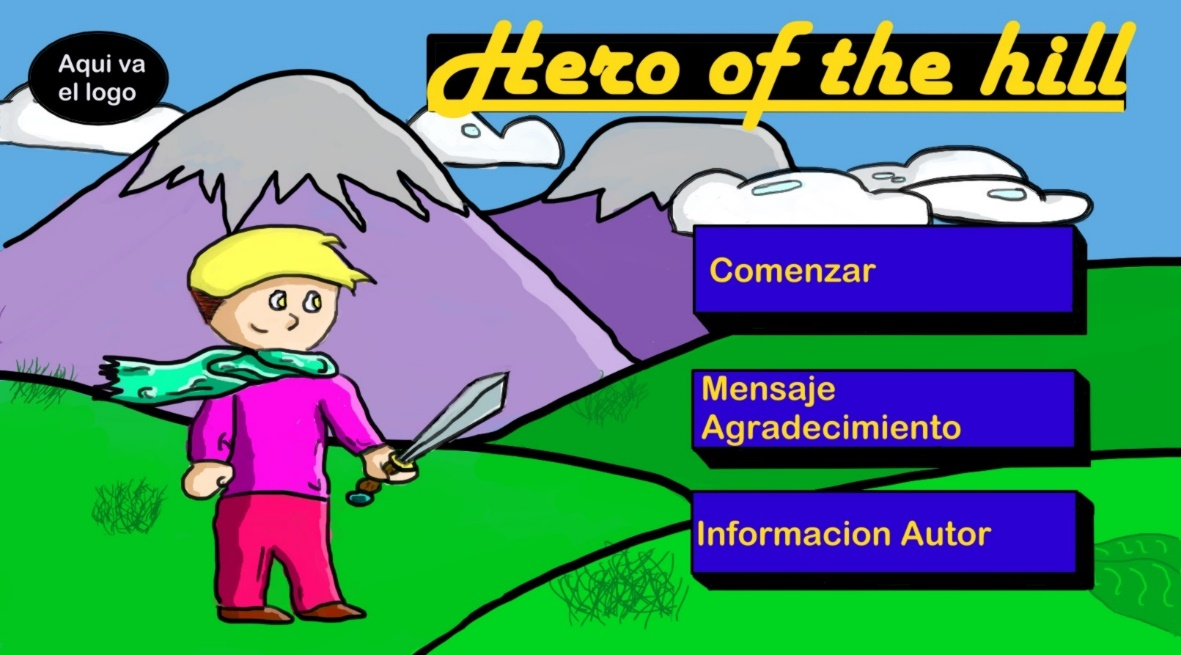 Aqui va
el logo
Hero of the hill
Comenzar
Mensaje
Agradecimiento
Informacion Autor